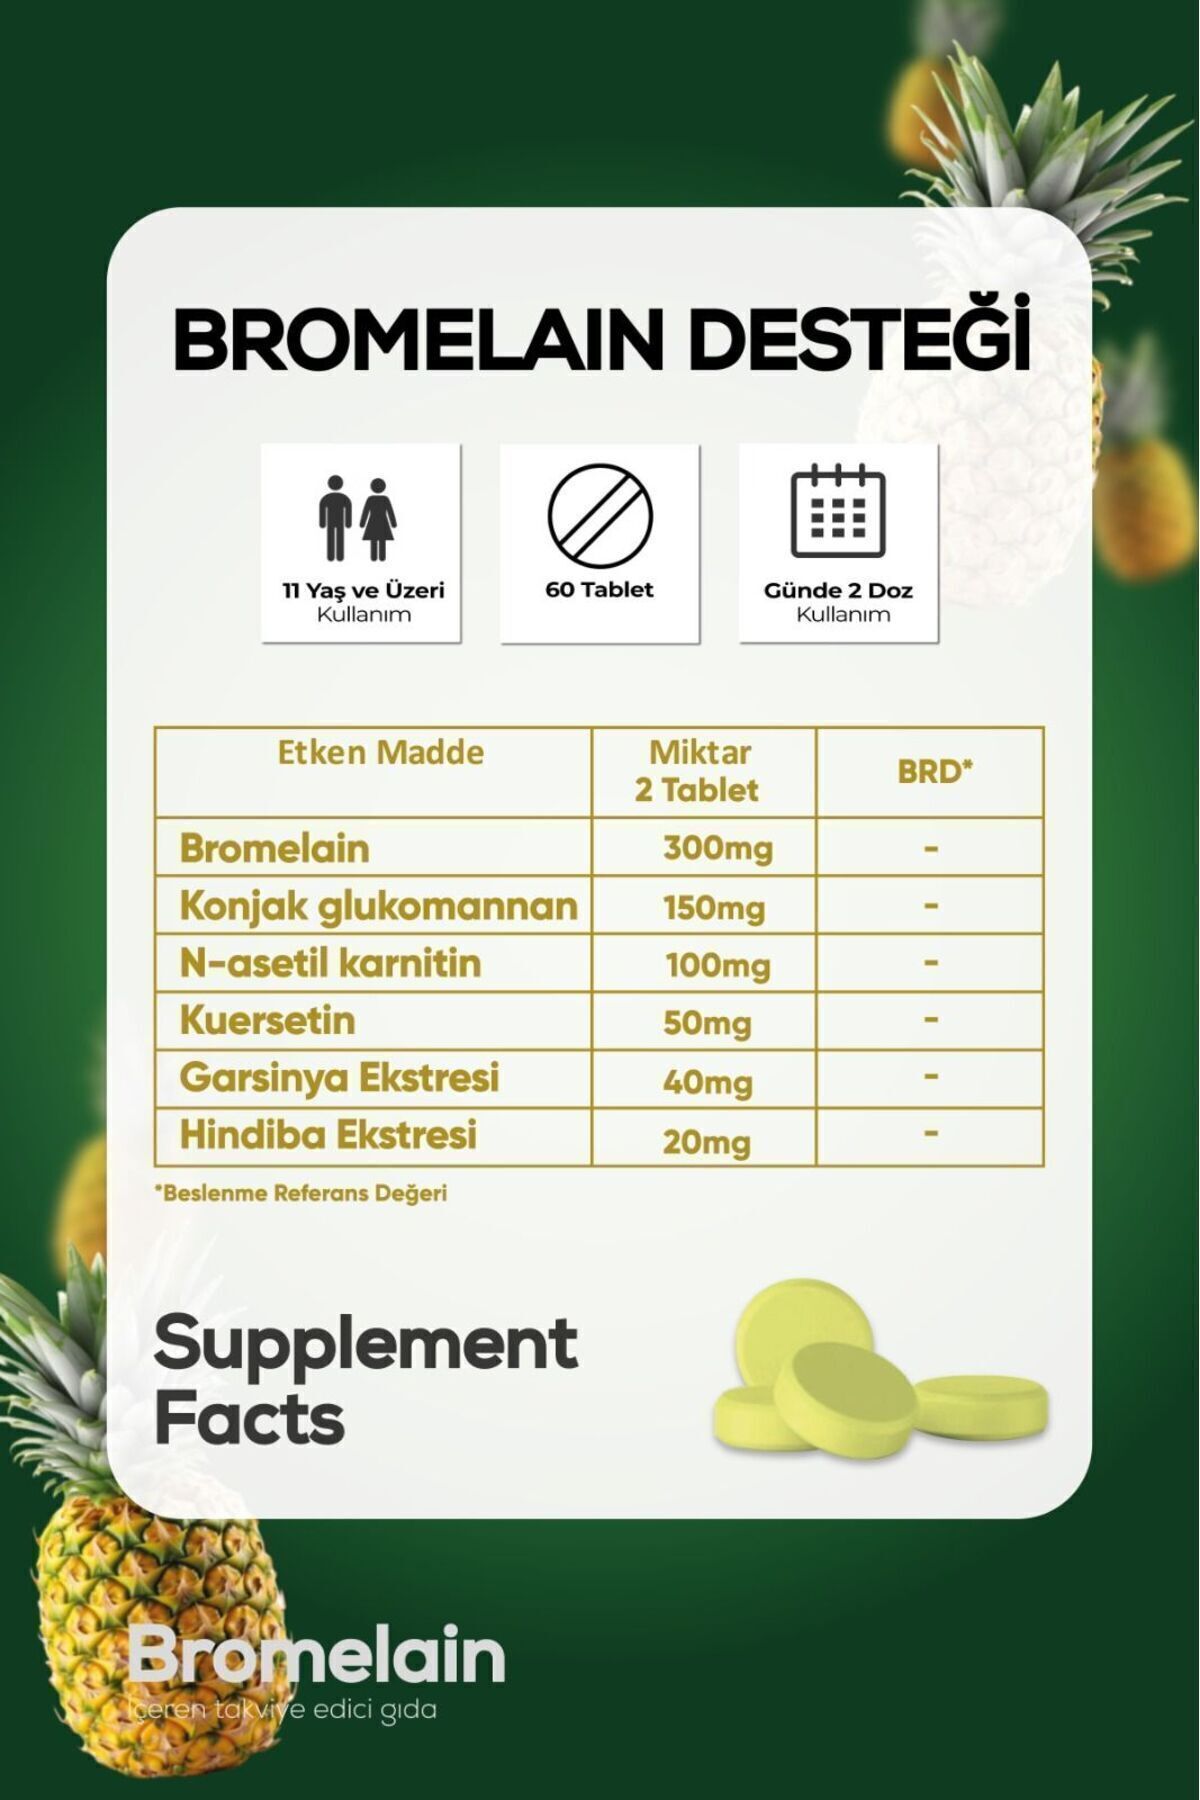 BROMELAIN DESTEĞİ
11 Yaş ve Üzeri
Kullanım
60 Tablet
Günde 2 Doz
Kullanım
Etken Madde
Miktar
2 Tablet
BRD*
Bromelain 300mg -
Konjak glukomannan 150mg -
N-asetil karnitin 100mg -
Kuersetin 50mg -
Garsinya Ekstresi 40mg -
Hindiba Ekstresi 20mg -
*Beslenme Referans Değeri
Supplement
Facts
Bromelain
İçeren takviye edici gıda